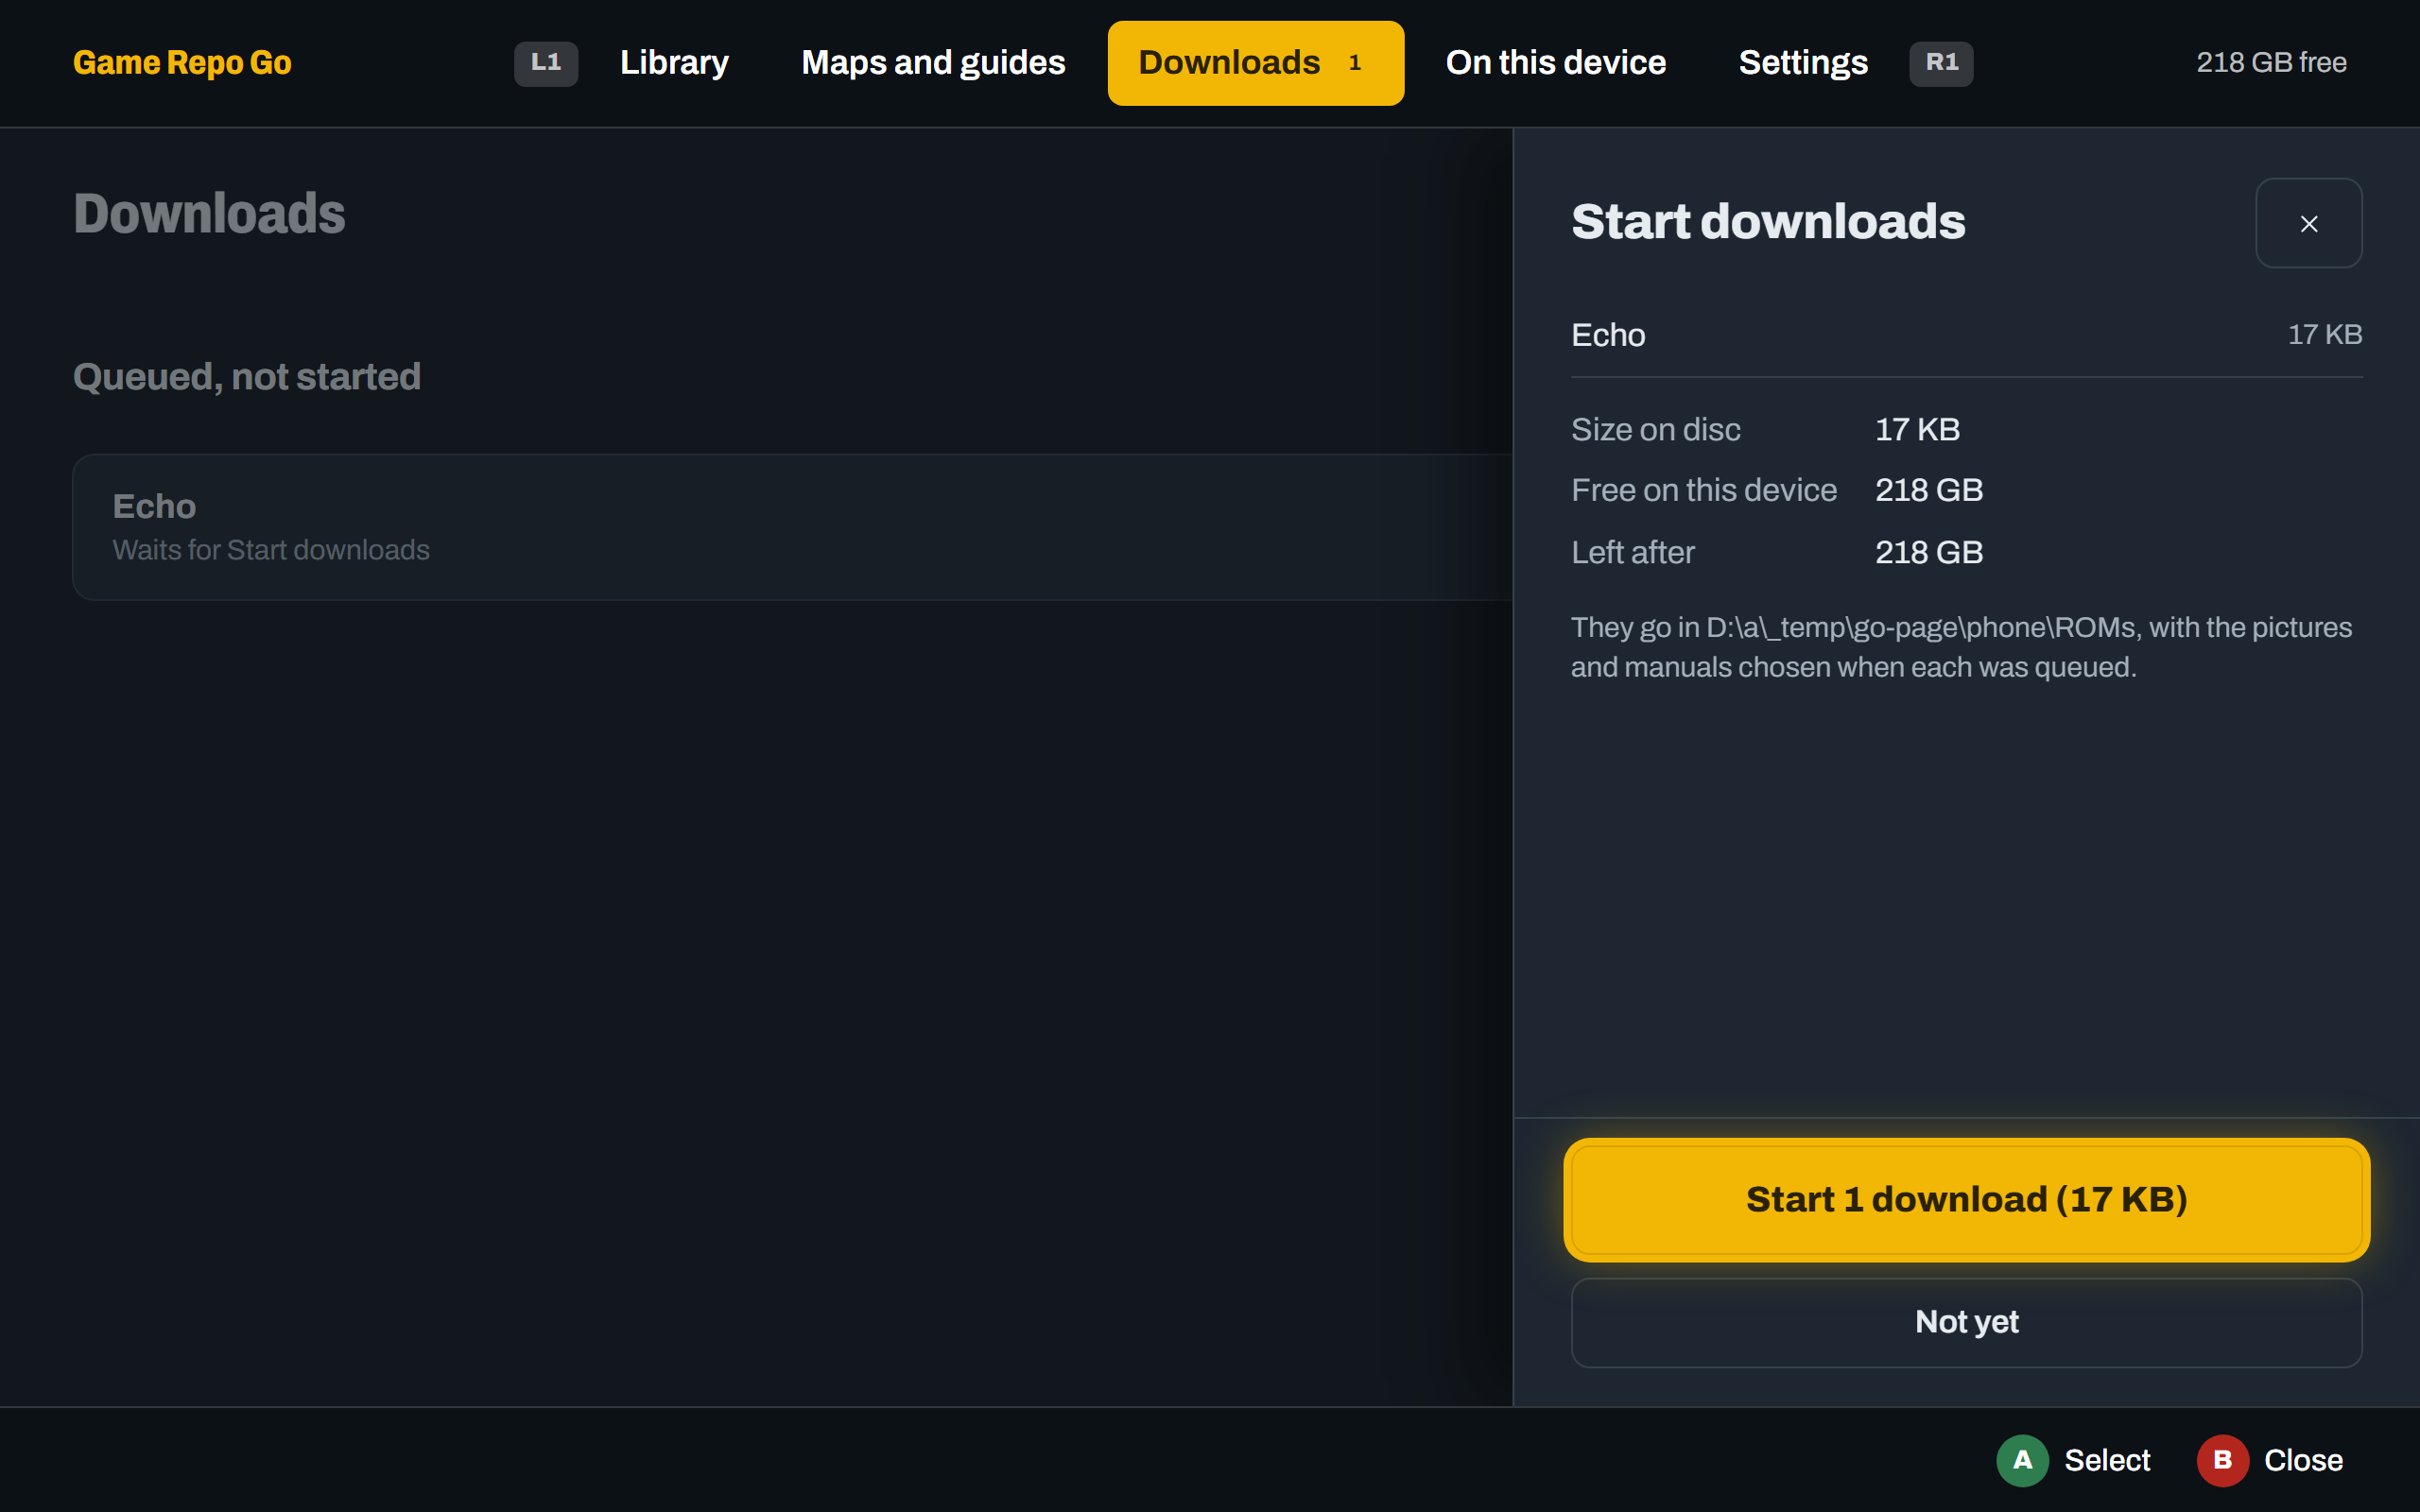 Game Repo Go
L1
Library
Maps and guides
Downloads 1
On this device
Settings
R1
218 GB free
Downloads
Queued, not started
Echo
Waits for Start downloads
Start downloads
×
Echo 17 KB
Size on disc 17 KB
Free on this device 218 GB
Left after 218 GB
They go in D:\a\_temp\go-page\phone\ROMs, with the pictures
and manuals chosen when each was queued.
Start 1 download (17 KB)
Not yet
A Select
B Close